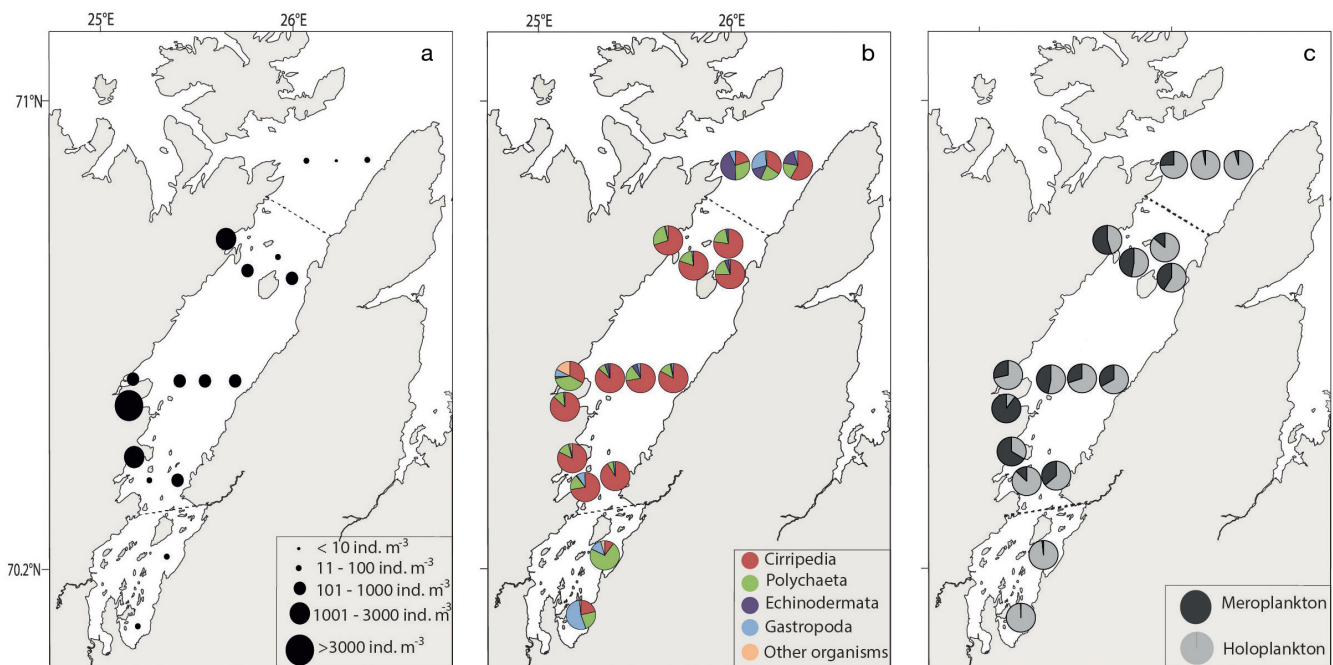 25°E 26°E
71°N
70.2°N
a
< 10 ind. m⁻³
11 - 100 ind. m⁻³
101 - 1000 ind. m⁻³
1001 - 3000 ind. m⁻³
>3000 ind. m⁻³
25°E 26°E
b
Cirripedia
Polychaeta
Echinodermata
Gastropoda
Other organisms
c
Meroplankton
Holoplankton